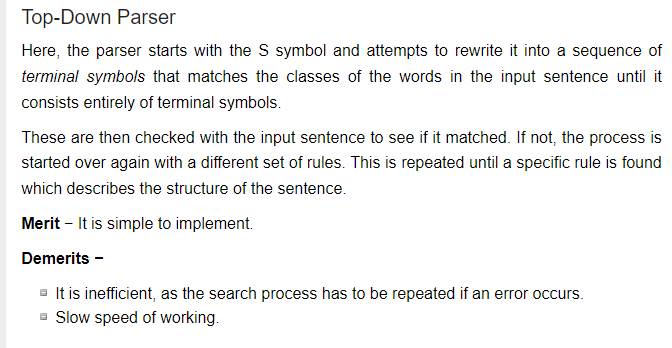 Top-Down Parser
Here, the parser starts with the S symbol and attempts to rewrite it into a sequence of
terminal symbols that matches the classes of the words in the input sentence until it
consists entirely of terminal symbols.
These are then checked with the input sentence to see if it matched. If not, the process is
started over again with a different set of rules. This is repeated until a specific rule is found
which describes the structure of the sentence.
Merit − It is simple to implement.
Demerits −
It is inefficient, as the search process has to be repeated if an error occurs.
Slow speed of working.